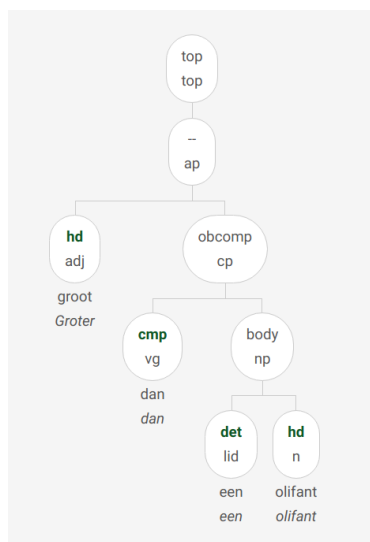 top
top
--
ap
hd
adj
groot
Groter
obcomp
cp
cmp
vg
dan
dan
body
np
det
lid
een
een
hd
n
olifant
olifant